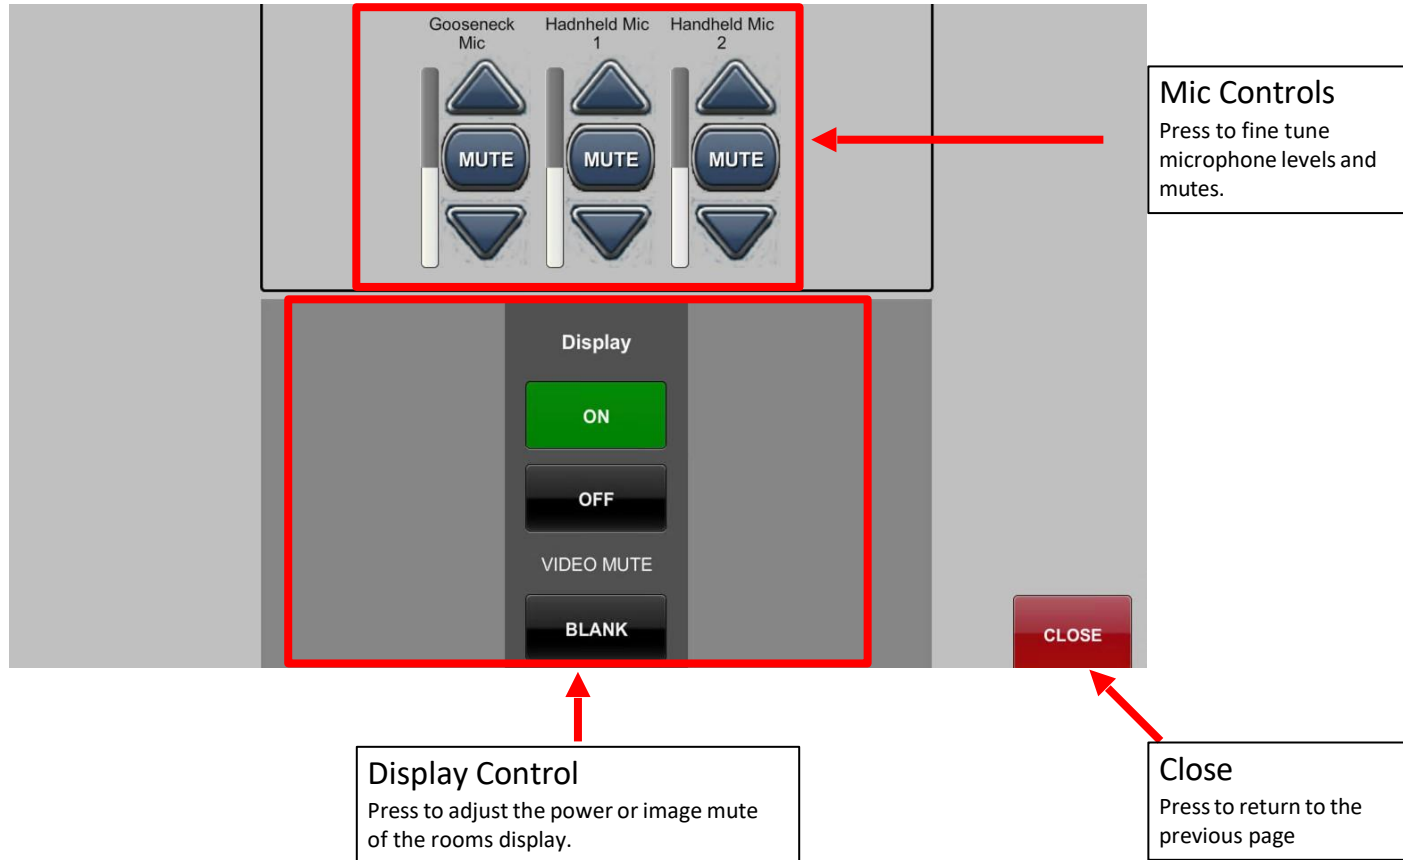 Gooseneck Mic
Hadnheld Mic 1
Handheld Mic 2
MUTE MUTE MUTE
Mic Controls
Press to fine tune
microphone levels and
mutes.
Display
ON
OFF
VIDEO MUTE
BLANK
CLOSE
Display Control
Press to adjust the power or image mute
of the rooms display.
Close
Press to return to the
previous page